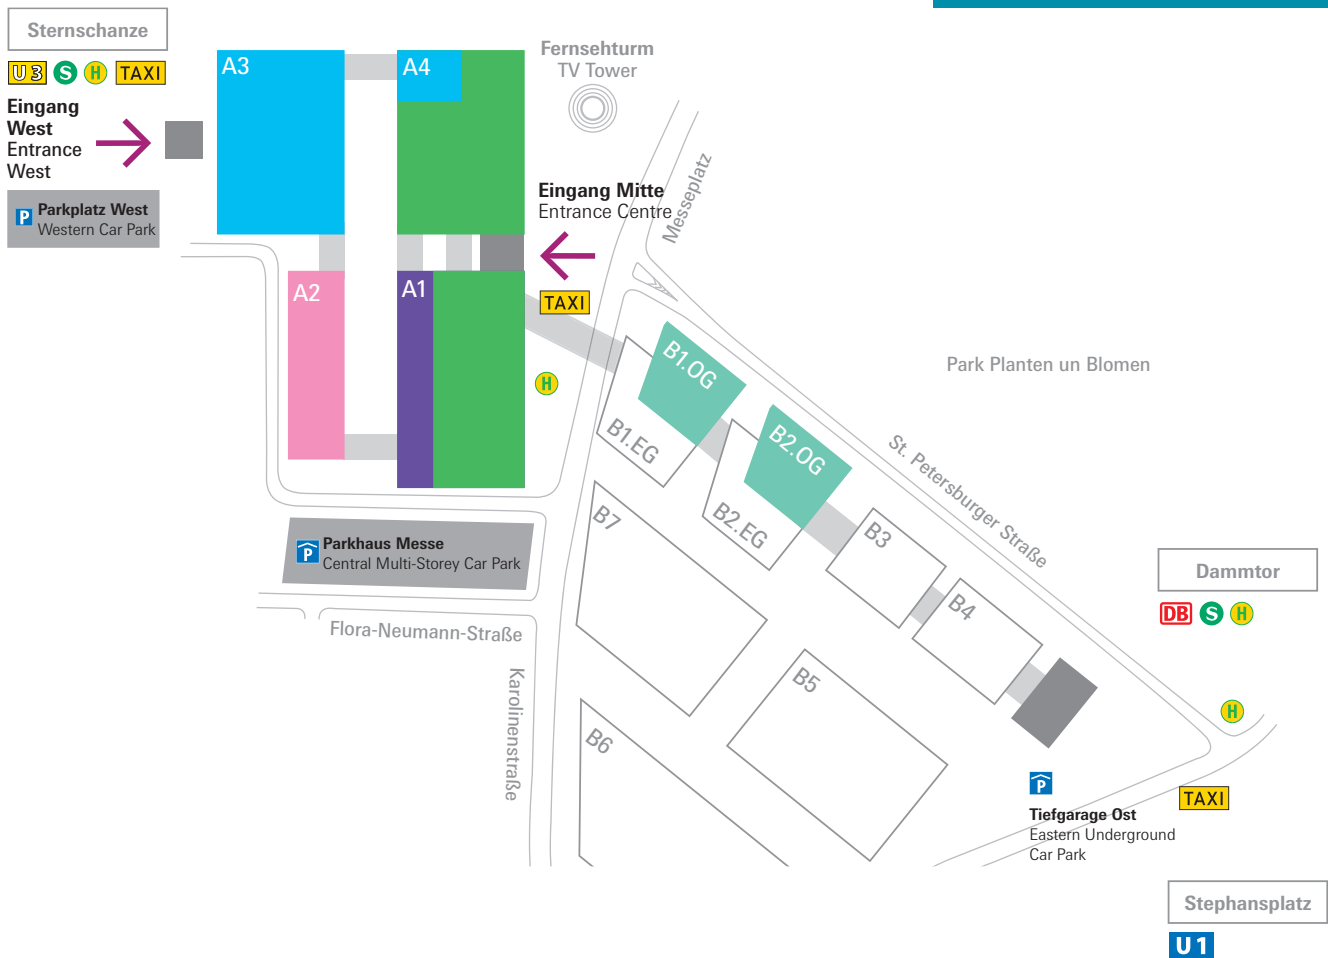 Sternschanze
U3 S H TAXI
Eingang
West
Entrance
West
P
Parkplatz West
Western Car Park
A3
A4
Fernsehturm
TV Tower
Messeplatz
Eingang Mitte
Entrance Centre
TAXI
A2
A1
H
B1.OG
B1.EG
B2.OG
B2.EG
Park Planten un Blomen
St. Petersburger Straße
B7
B3
B4
P
Parkhaus Messe
Central Multi-Storey Car Park
Flora-Neumann-Straße
Karolinenstraße
B5
B6
Dammtor
DB S H
H
TAXI
P
Tiefgarage Ost
Eastern Underground
Car Park
Stephansplatz
U1